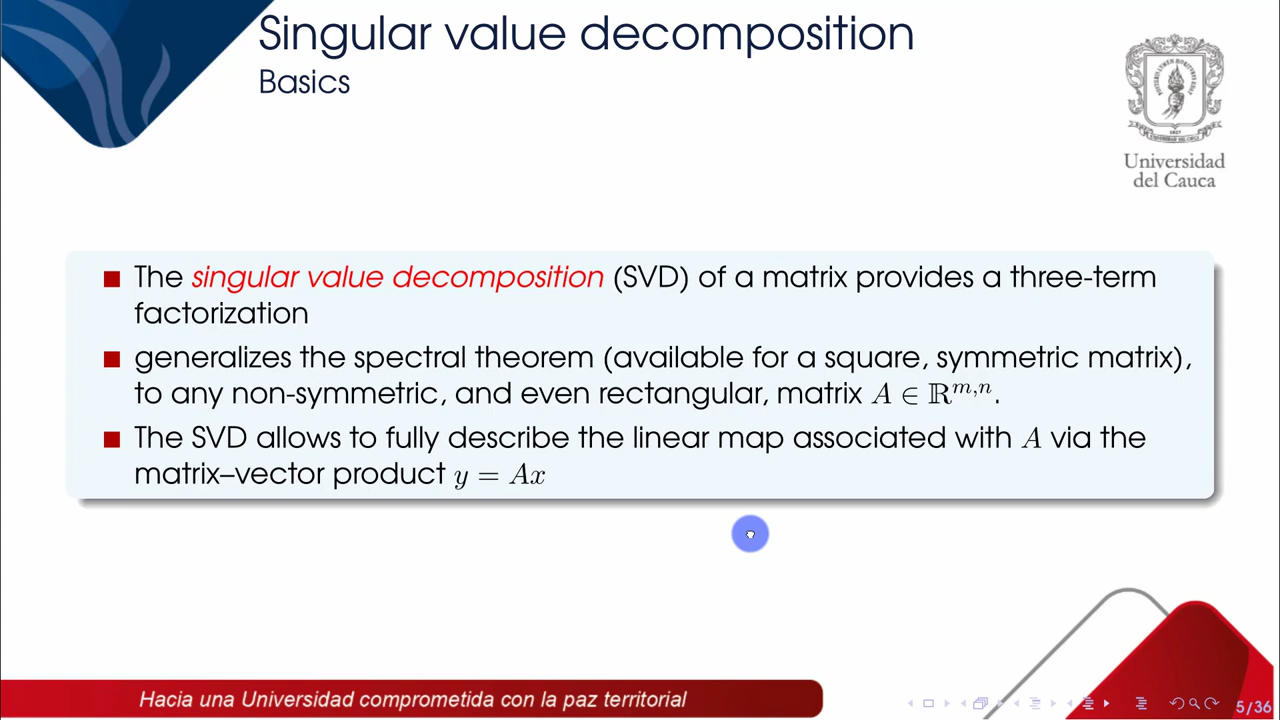 Singular value decomposition
Basics
Universidad
del Cauca
■ The singular value decomposition (SVD) of a matrix provides a three-term
factorization
■ generalizes the spectral theorem (available for a square, symmetric matrix),
to any non-symmetric, and even rectangular, matrix A ∈ ℝᵐ,ⁿ.
■ The SVD allows to fully describe the linear map associated with A via the
matrix–vector product y = Ax
Hacia una Universidad comprometida con la paz territorial
5/36